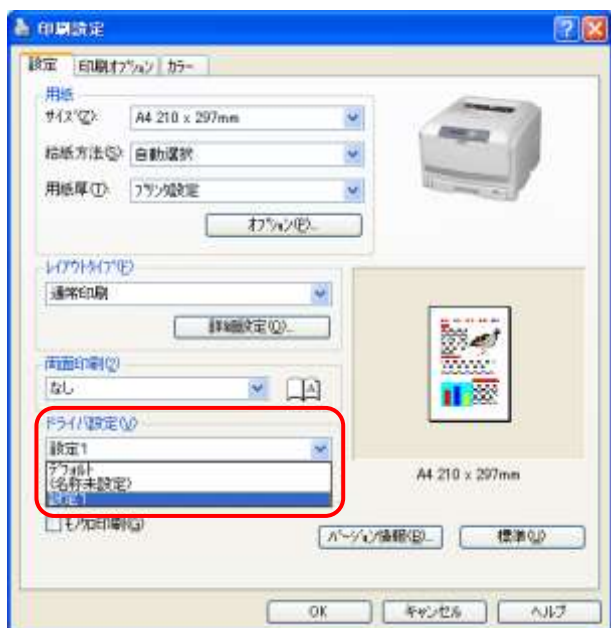 印刷設定
設定 印刷オプション カラー
用紙
サイズ(Z): A4 210 x 297mm
給紙方法(S): 自動選択
用紙厚(T): プリンタ設定
オプション(P)...
レイアウトタイプ(E)
通常印刷
詳細設定(O)...
両面印刷(2)
なし
ドライバ設定(V)
設定1
デフォルト
(名称未設定)
設定1
A4 210 x 297mm
モノクロ印刷(G)
バージョン情報(B)... 標準(U)
OK キャンセル ヘルプ